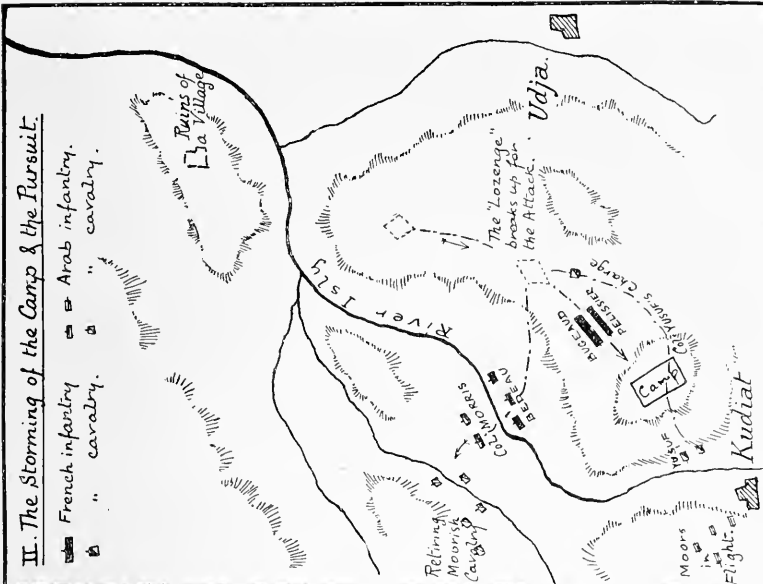 II. The Storming of the Camp & the Pursuit.
French infantry
Arab infantry.
" cavalry.
" cavalry.
Ruins of
a Village
Udja.
The "Lozenge"
breaks up for
the Attack.
River Isly
Col. MORRIS
BEDEAU
BUGEAUD
PELISSIER
Col YUSUF'S Charge
Camp
YUSUF
Kudiat
Retiring
Moorish
Cavalry
Moors
in
Flight.